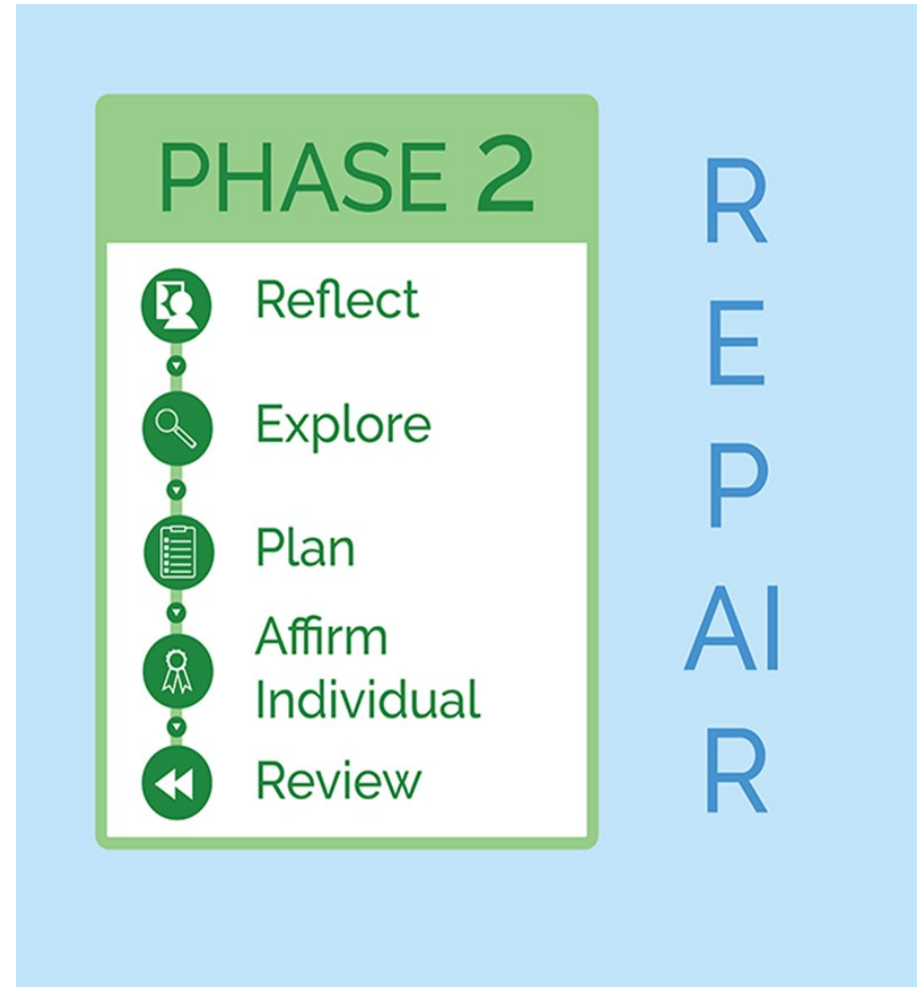 PHASE 2
Reflect
Explore
Plan
Affirm
Individual
Review
R
E
P
AI
R